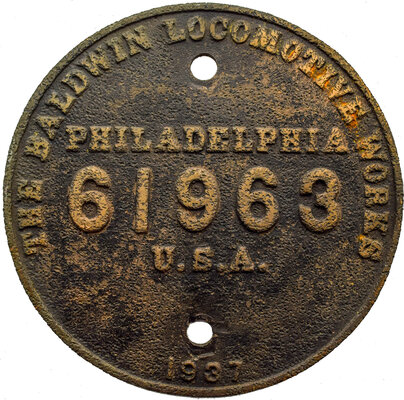 THE BALDWIN LOCOMOTIVE WORKS
PHILADELPHIA
61963
U.S.A.
1937